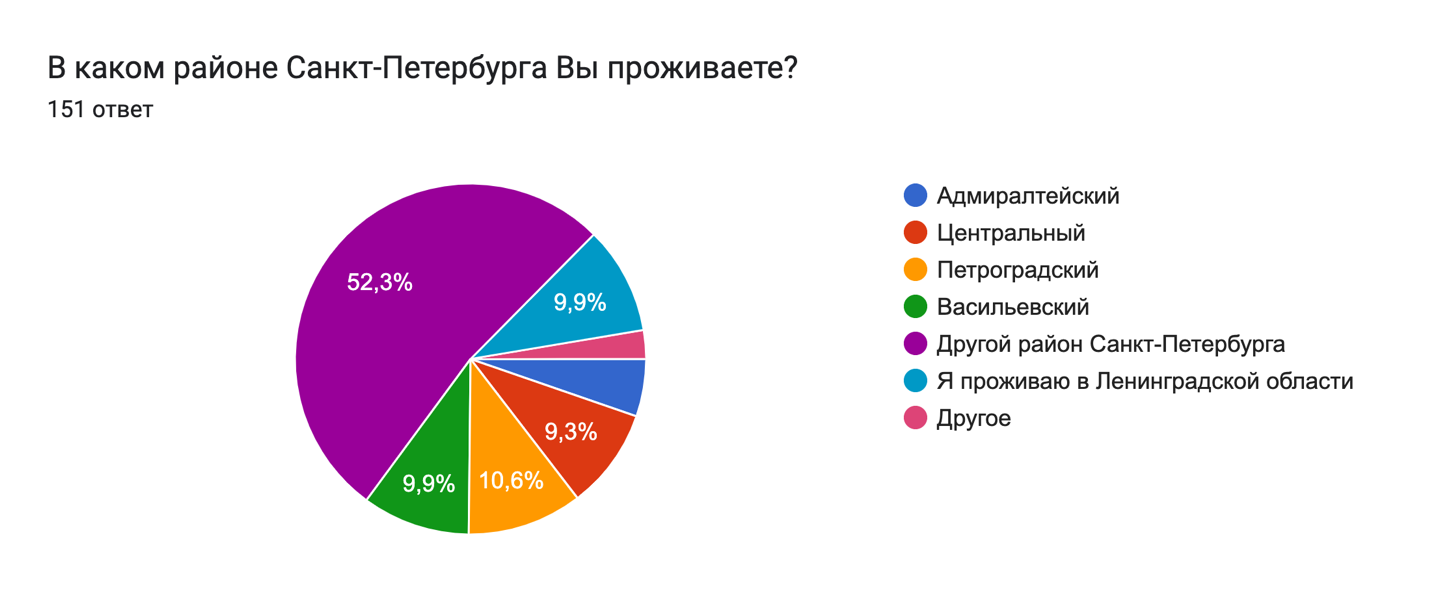 В каком районе Санкт-Петербурга Вы проживаете?
151 ответ
Адмиралтейский
Центральный
Петроградский
Васильевский
Другой район Санкт-Петербурга
Я проживаю в Ленинградской области
Другое
52,3%
9,9%
9,3%
10,6%
9,9%